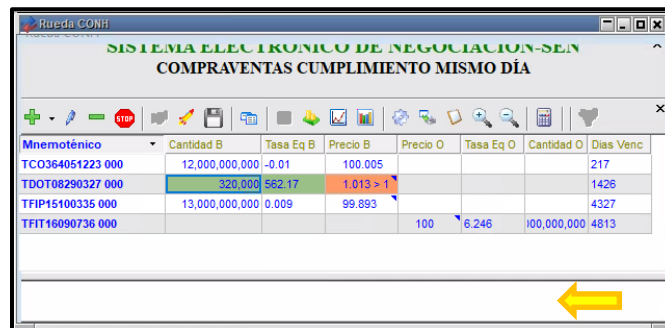 Rueda CONH
SISTEMA ELECTRONICO DE NEGOCIACION-SEN
COMPRAVENTAS CUMPLIMIENTO MISMO DÍA
STOP
Mnemoténico Cantidad B Tasa Eq B Precio B Precio O Tasa Eq O Cantidad O Dias Venc
TCO364051223 000 12,000,000,000 -0.01 100.005 217
TDOT08290327 000 320,000 562.17 1.013 > 1 1426
TFIP15100335 000 13,000,000,000 0.009 99.893 4327
TFIT16090736 000 100 6.246 00,000,000 4813